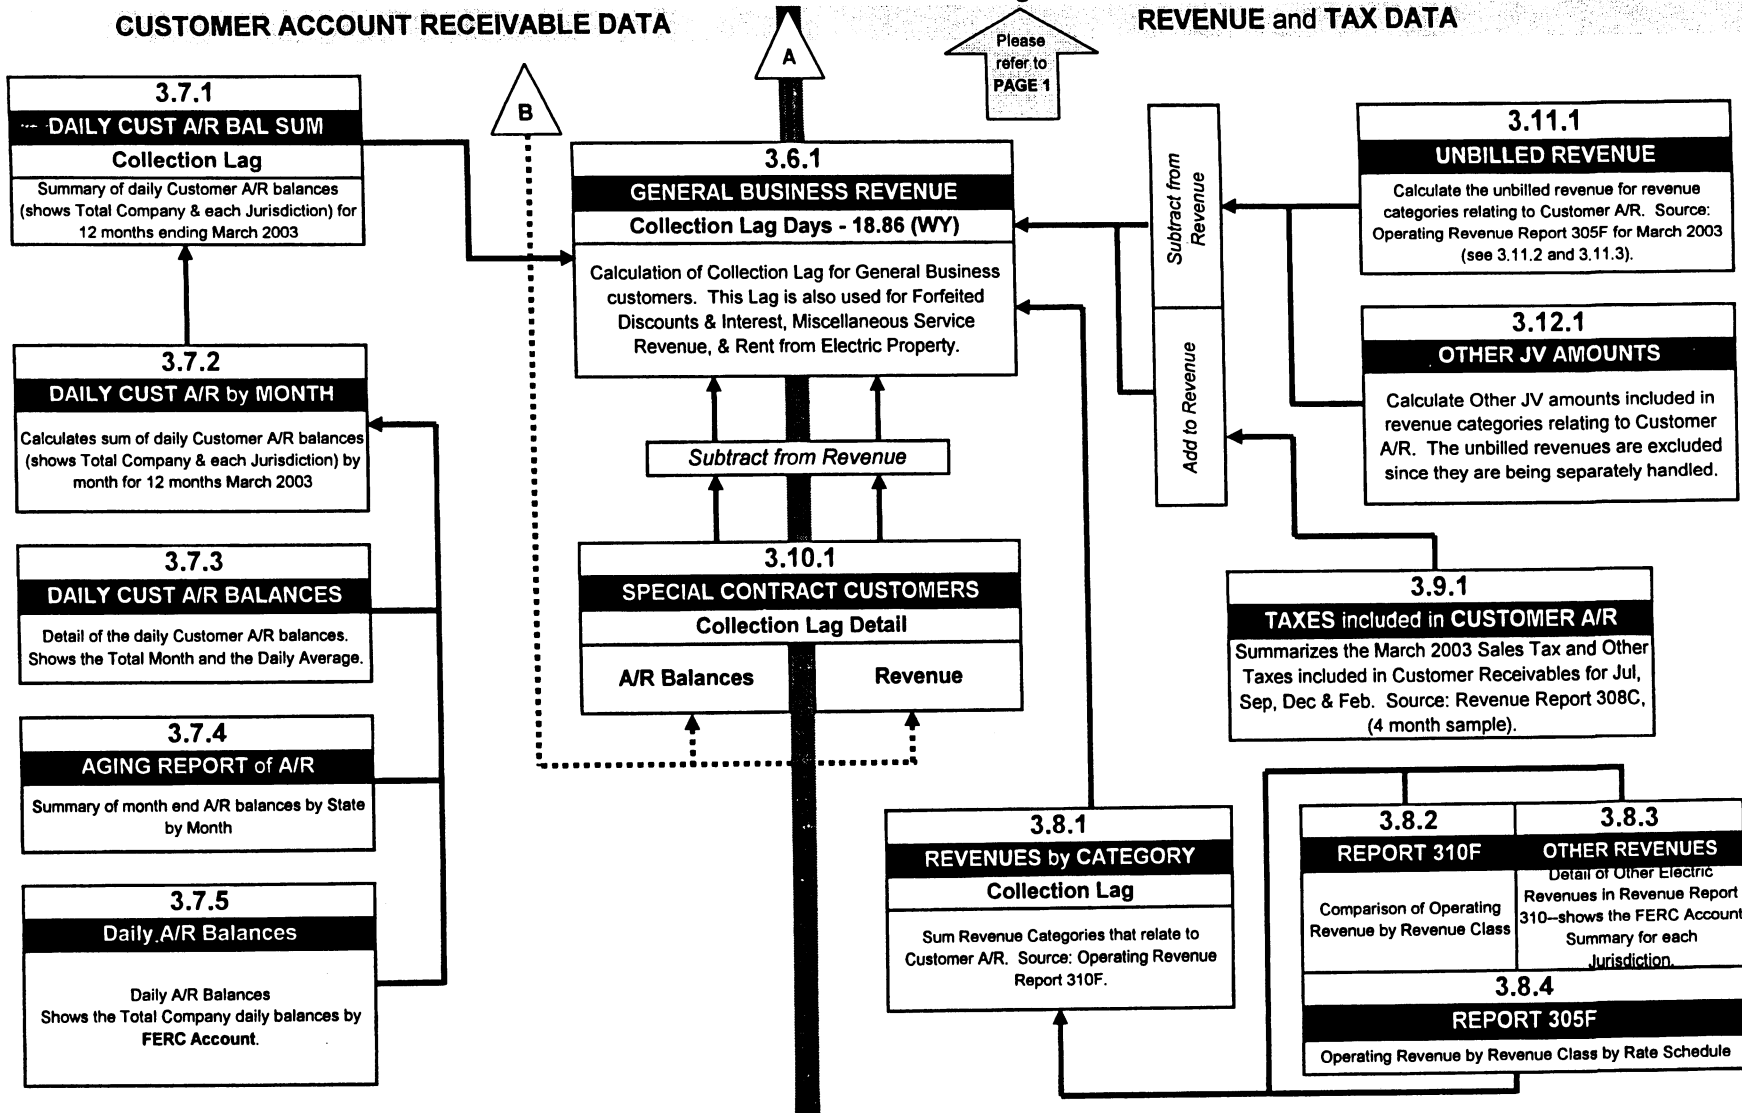 CUSTOMER ACCOUNT RECEIVABLE DATA
REVENUE and TAX DATA
A
B
Please
refer to
PAGE 1
3.7.1
DAILY CUST A/R BAL SUM
Collection Lag
Summary of daily Customer A/R balances
(shows Total Company & each Jurisdiction) for
12 months ending March 2003
3.7.2
DAILY CUST A/R by MONTH
Calculates sum of daily Customer A/R balances
(shows Total Company & each Jurisdiction) by
month for 12 months March 2003
3.7.3
DAILY CUST A/R BALANCES
Detail of the daily Customer A/R balances.
Shows the Total Month and the Daily Average.
3.7.4
AGING REPORT of A/R
Summary of month end A/R balances by State
by Month
3.7.5
Daily A/R Balances
Daily A/R Balances
Shows the Total Company daily balances by
FERC Account.
3.6.1
GENERAL BUSINESS REVENUE
Collection Lag Days - 18.86 (WY)
Calculation of Collection Lag for General Business
customers. This Lag is also used for Forfeited
Discounts & Interest, Miscellaneous Service
Revenue, & Rent from Electric Property.
Subtract from Revenue
3.10.1
SPECIAL CONTRACT CUSTOMERS
Collection Lag Detail
A/R Balances
Revenue
Subtract from
Revenue
Add to Revenue
3.11.1
UNBILLED REVENUE
Calculate the unbilled revenue for revenue
categories relating to Customer A/R. Source:
Operating Revenue Report 305F for March 2003
(see 3.11.2 and 3.11.3).
3.12.1
OTHER JV AMOUNTS
Calculate Other JV amounts included in
revenue categories relating to Customer
A/R. The unbilled revenues are excluded
since they are being separately handled.
3.9.1
TAXES included in CUSTOMER A/R
Summarizes the March 2003 Sales Tax and Other
Taxes included in Customer Receivables for Jul,
Sep, Dec & Feb. Source: Revenue Report 308C,
(4 month sample).
3.8.1
REVENUES by CATEGORY
Collection Lag
Sum Revenue Categories that relate to
Customer A/R. Source: Operating Revenue
Report 310F.
3.8.2
REPORT 310F
Comparison of Operating
Revenue by Revenue Class
3.8.3
OTHER REVENUES
Detail of Other Electric
Revenues in Revenue Report
310--shows the FERC Account
Summary for each
Jurisdiction.
3.8.4
REPORT 305F
Operating Revenue by Revenue Class by Rate Schedule